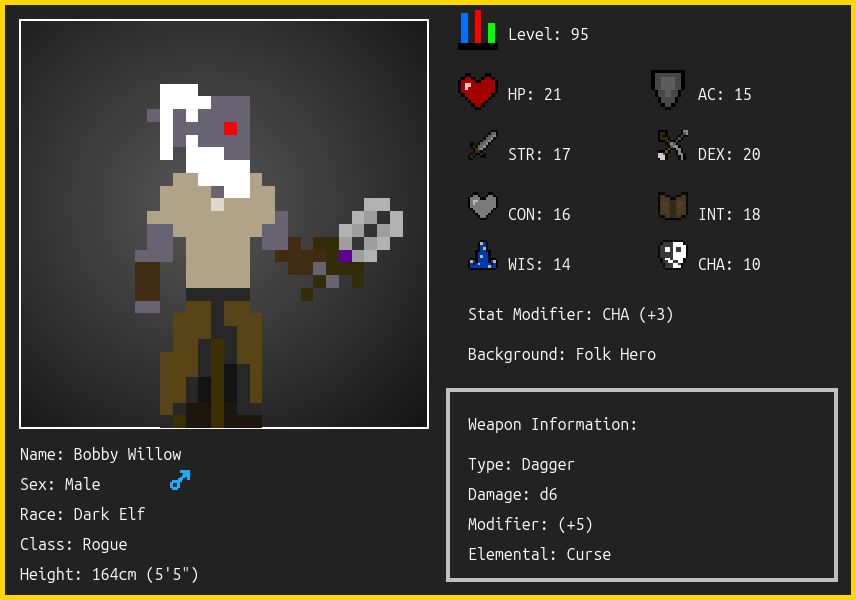 Level: 95
HP: 21
AC: 15
STR: 17
DEX: 20
CON: 16
INT: 18
WIS: 14
CHA: 10
Stat Modifier: CHA (+3)
Background: Folk Hero
Weapon Information:
Type: Dagger
Damage: d6
Modifier: (+5)
Elemental: Curse
Name: Bobby Willow
Sex: Male
Race: Dark Elf
Class: Rogue
Height: 164cm (5'5")